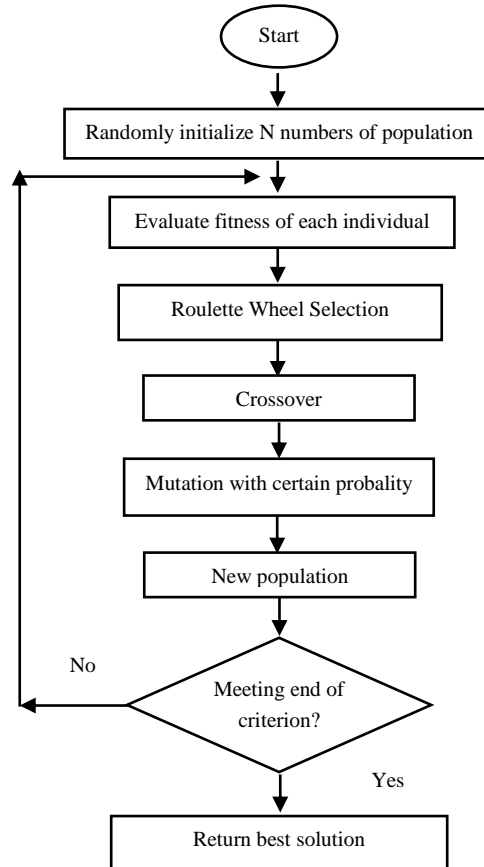 Start
Randomly initialize N numbers of population
Evaluate fitness of each individual
Roulette Wheel Selection
Crossover
Mutation with certain probality
New population
No
Meeting end of
criterion?
Yes
Return best solution